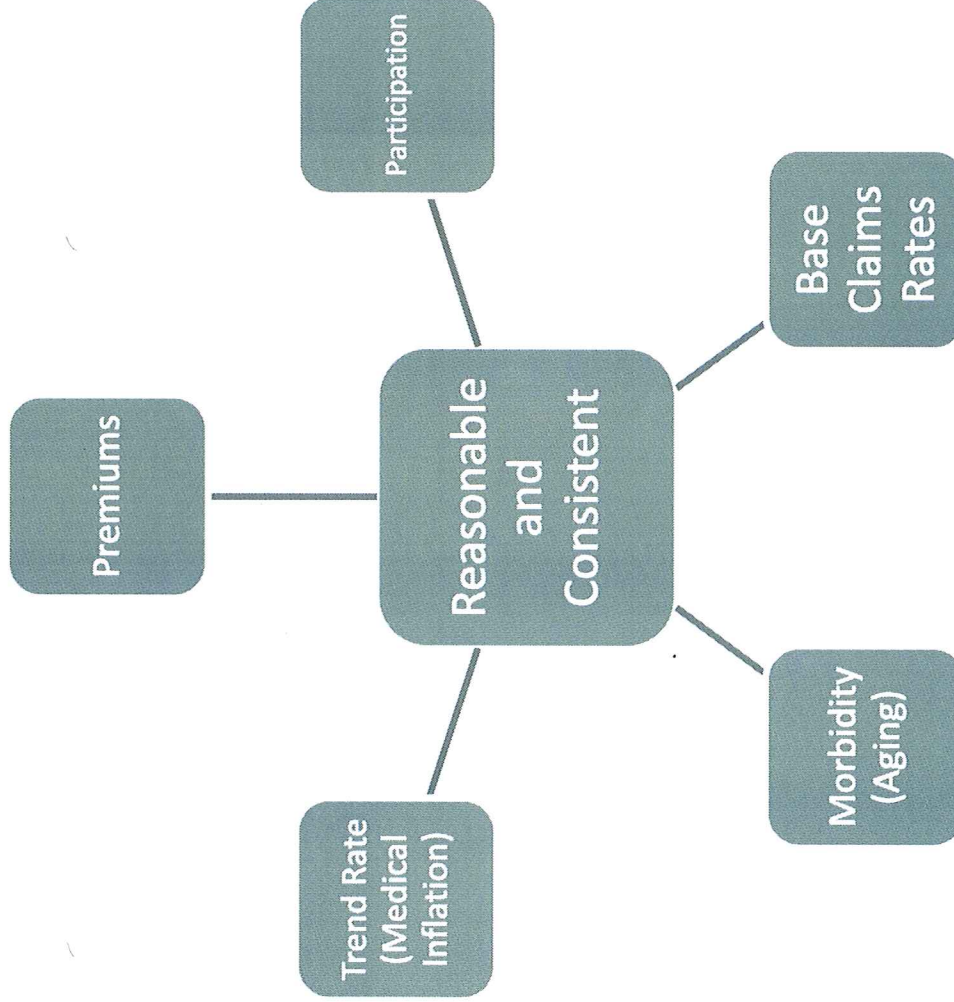 Premiums
Participation
Base
Claims
Rates
Morbidity
(Aging)
Trend Rate
(Medical
Inflation)
Reasonable
and
Consistent